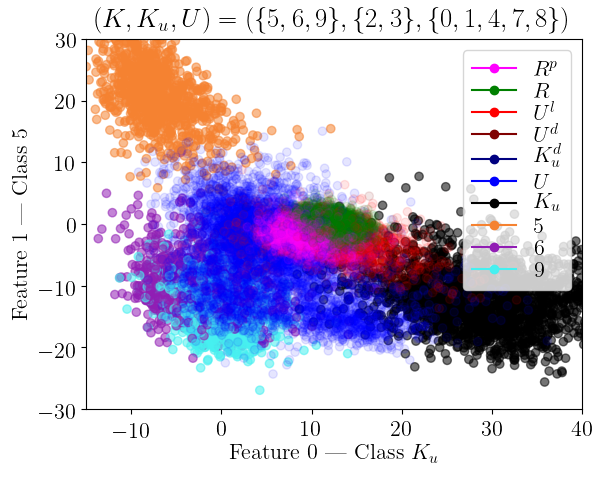 (K, K_u, U) = ({5, 6, 9}, {2, 3}, {0, 1, 4, 7, 8})
30
20
10
0
−10
−20
−30
Feature 1 — Class 5
R^p
R
U^l
U^d
K_u^d
U
K_u
5
6
9
−10
0
10
20
30
40
Feature 0 — Class K_u